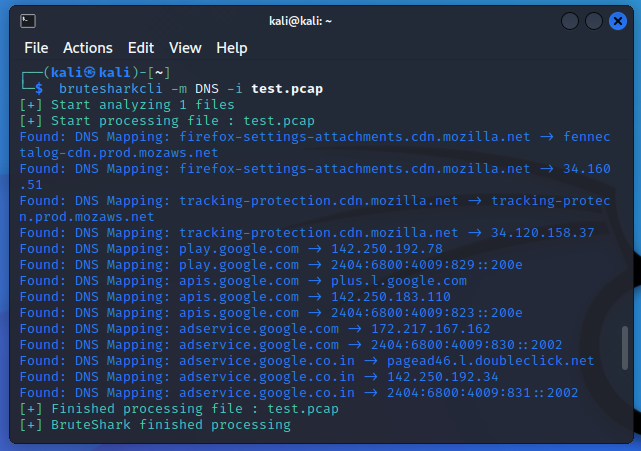 kali@kali: ~
File Actions Edit View Help
┌──(kali㉿kali)-[~]
└─$ brutesharkcli -m DNS -i test.pcap
[+] Start analyzing 1 files
[+] Start processing file : test.pcap
Found: DNS Mapping: firefox-settings-attachments.cdn.mozilla.net → fennec
talog-cdn.prod.mozaws.net
Found: DNS Mapping: firefox-settings-attachments.cdn.mozilla.net → 34.160
.51
Found: DNS Mapping: tracking-protection.cdn.mozilla.net → tracking-protec
n.prod.mozaws.net
Found: DNS Mapping: tracking-protection.cdn.mozilla.net → 34.120.158.37
Found: DNS Mapping: play.google.com → 142.250.192.78
Found: DNS Mapping: play.google.com → 2404:6800:4009:829::200e
Found: DNS Mapping: apis.google.com → plus.l.google.com
Found: DNS Mapping: apis.google.com → 142.250.183.110
Found: DNS Mapping: apis.google.com → 2404:6800:4009:823::200e
Found: DNS Mapping: adservice.google.com → 172.217.167.162
Found: DNS Mapping: adservice.google.com → 2404:6800:4009:830::2002
Found: DNS Mapping: adservice.google.co.in → pagead46.l.doubleclick.net
Found: DNS Mapping: adservice.google.co.in → 142.250.192.34
Found: DNS Mapping: adservice.google.co.in → 2404:6800:4009:831::2002
[+] Finished processing file : test.pcap
[+] BruteShark finished processing